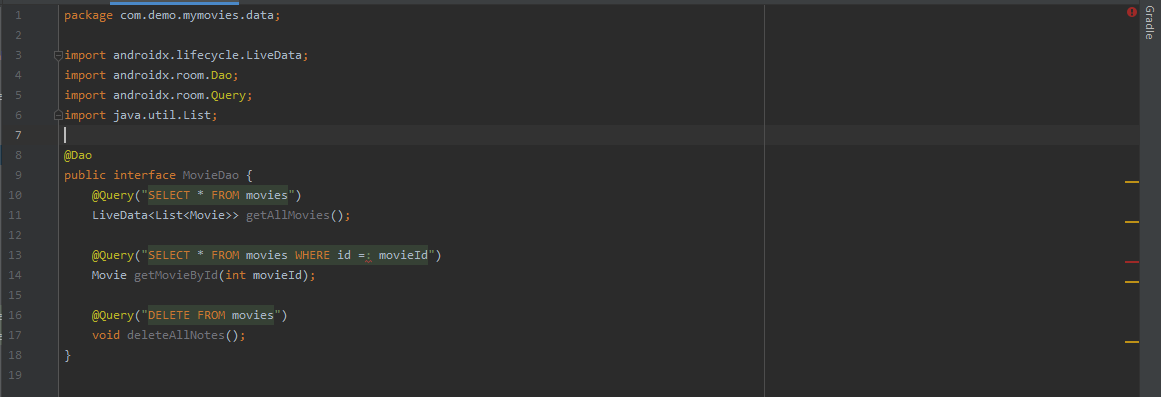 1 package com.demo.mymovies.data;
2
3 import androidx.lifecycle.LiveData;
4 import androidx.room.Dao;
5 import androidx.room.Query;
6 import java.util.List;
7
8 @Dao
9 public interface MovieDao {
10 @Query("SELECT * FROM movies")
11 LiveData<List<Movie>> getAllMovies();
12
13 @Query("SELECT * FROM movies WHERE id =: movieId")
14 Movie getMovieById(int movieId);
15
16 @Query("DELETE FROM movies")
17 void deleteAllNotes();
18 }
19
Gradle